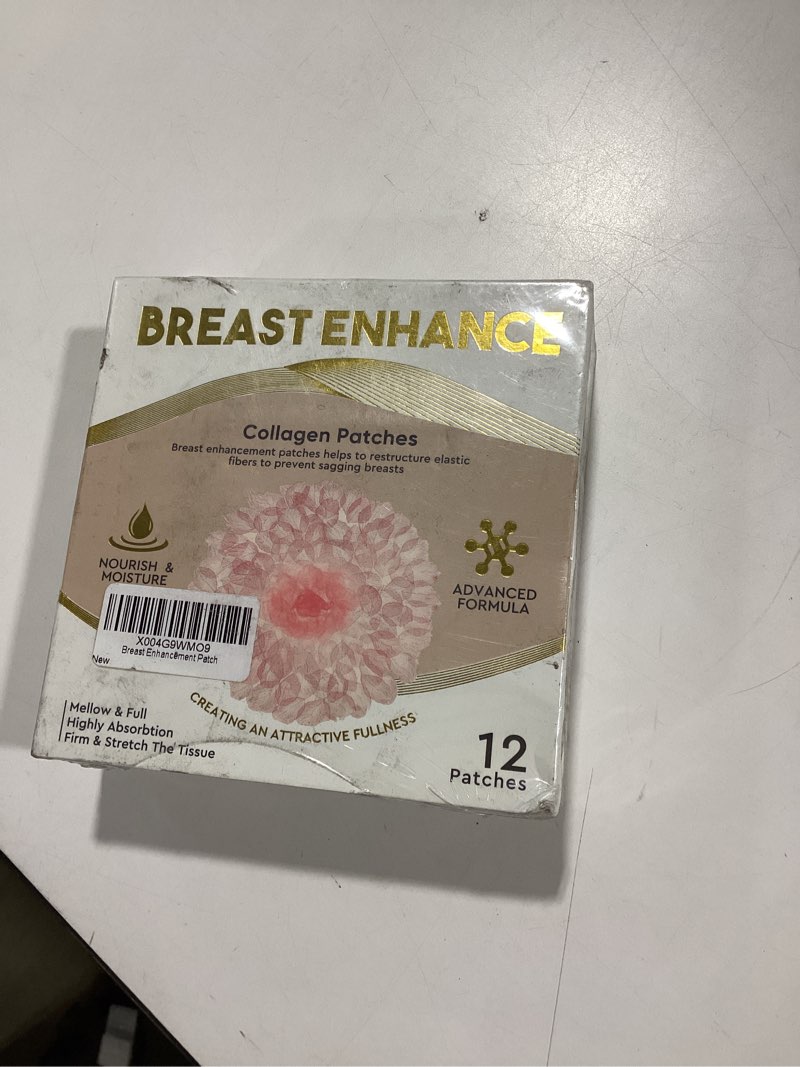 BREAST ENHANCE
Collagen Patches
Breast enhancement patches helps to restructure elastic
fibers to prevent sagging breasts
NOURISH &
MOISTURE
ADVANCED
FORMULA
X004G9WMO9
Breast Enhancement Patch
New
CREATING AN ATTRACTIVE FULLNESS
Mellow & Full
Highly Absorbtion
Firm & Stretch The Tissue
12
Patches